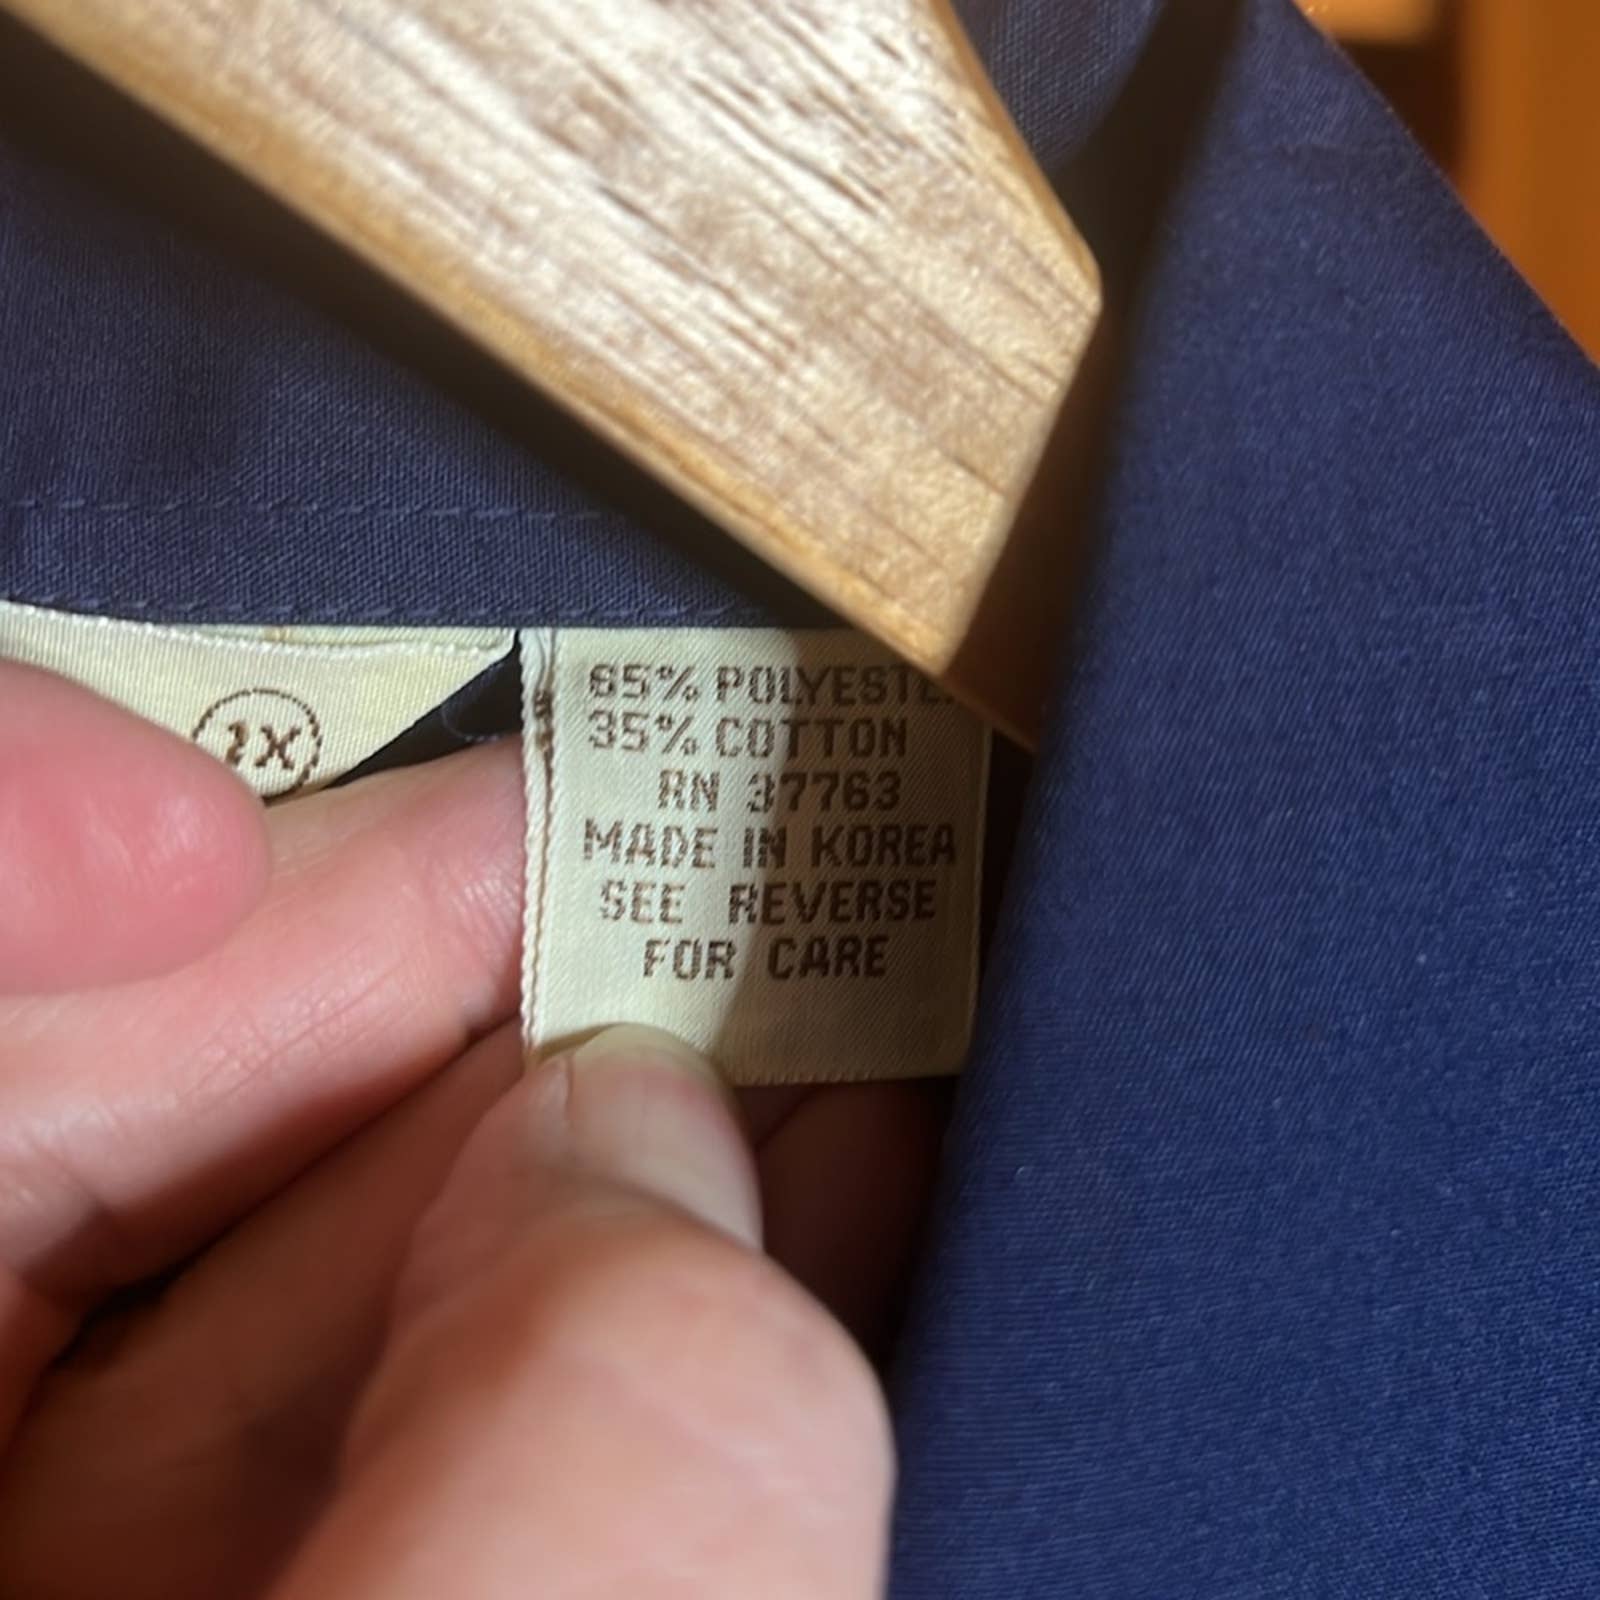 1X
65% POLYESTE
35% COTTON
RN 37763
MADE IN KOREA
SEE REVERSE
FOR CARE